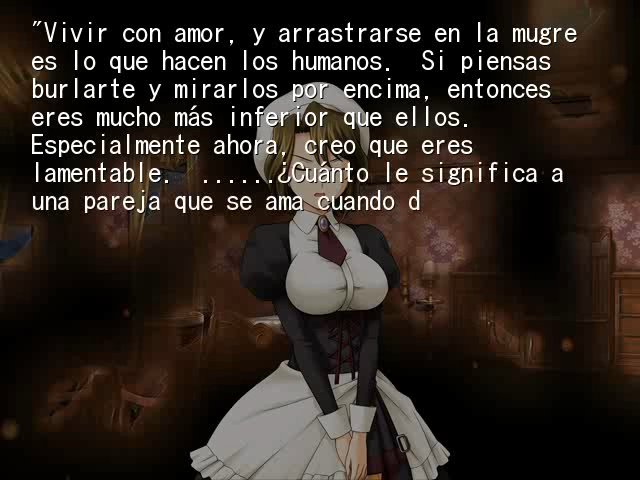 "Vivir con amor, y arrastrarse en la mugre
es lo que hacen los humanos.  Si piensas
burlarte y mirarlos por encima, entonces
eres mucho más inferior que ellos.
Especialmente ahora, creo que eres
lamentable.  ......¿Cuánto le significa a
una pareja que se ama cuando d